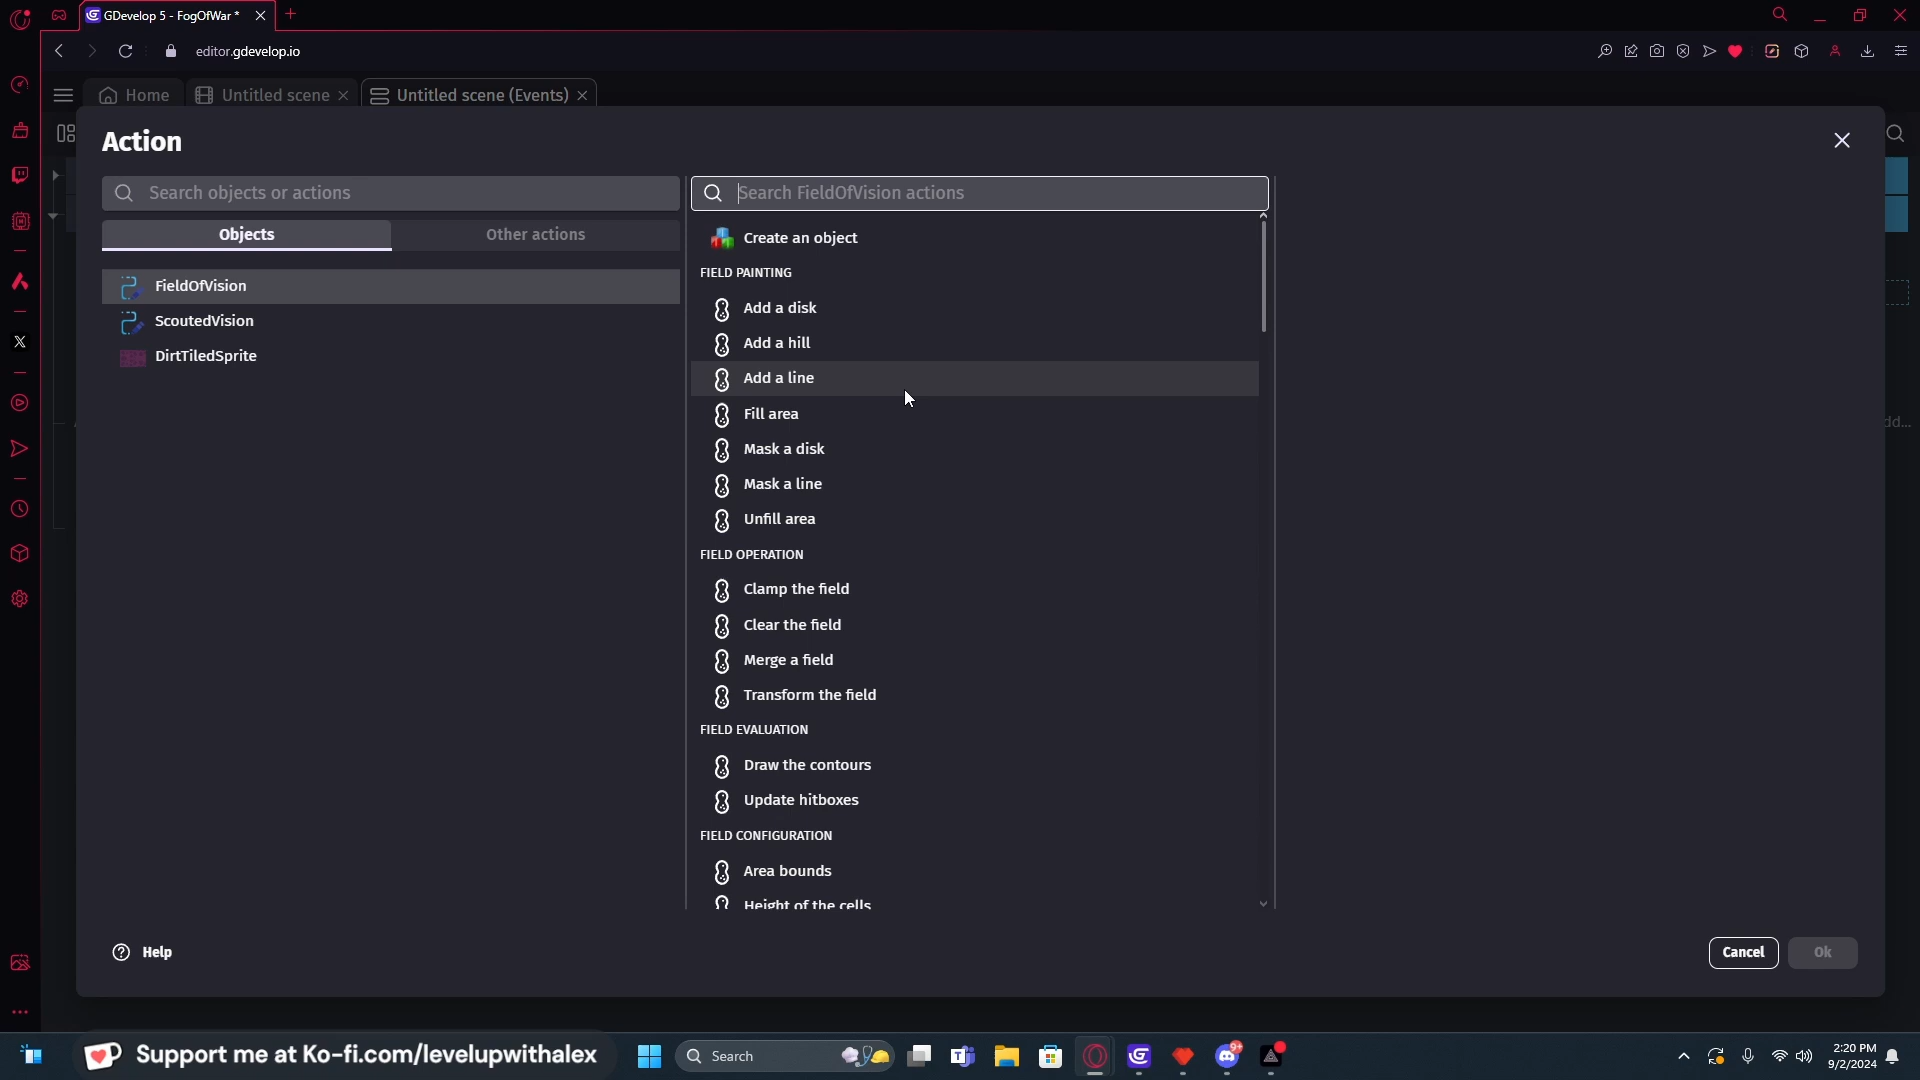 GDevelop 5 - FogOfWar *
editor.gdevelop.io
Home
Untitled scene
Untitled scene (Events)
Action
Search objects or actions
Objects
Other actions
FieldOfVision
ScoutedVision
DirtTiledSprite
Search FieldOfVision actions
Create an object
FIELD PAINTING
Add a disk
Add a hill
Add a line
Fill area
Mask a disk
Mask a line
Unfill area
FIELD OPERATION
Clamp the field
Clear the field
Merge a field
Transform the field
FIELD EVALUATION
Draw the contours
Update hitboxes
FIELD CONFIGURATION
Area bounds
Height of the cells
dd...
Help
Cancel
Ok
Support me at Ko-fi.com/levelupwithalex
Search
9+
2:20 PM
9/2/2024